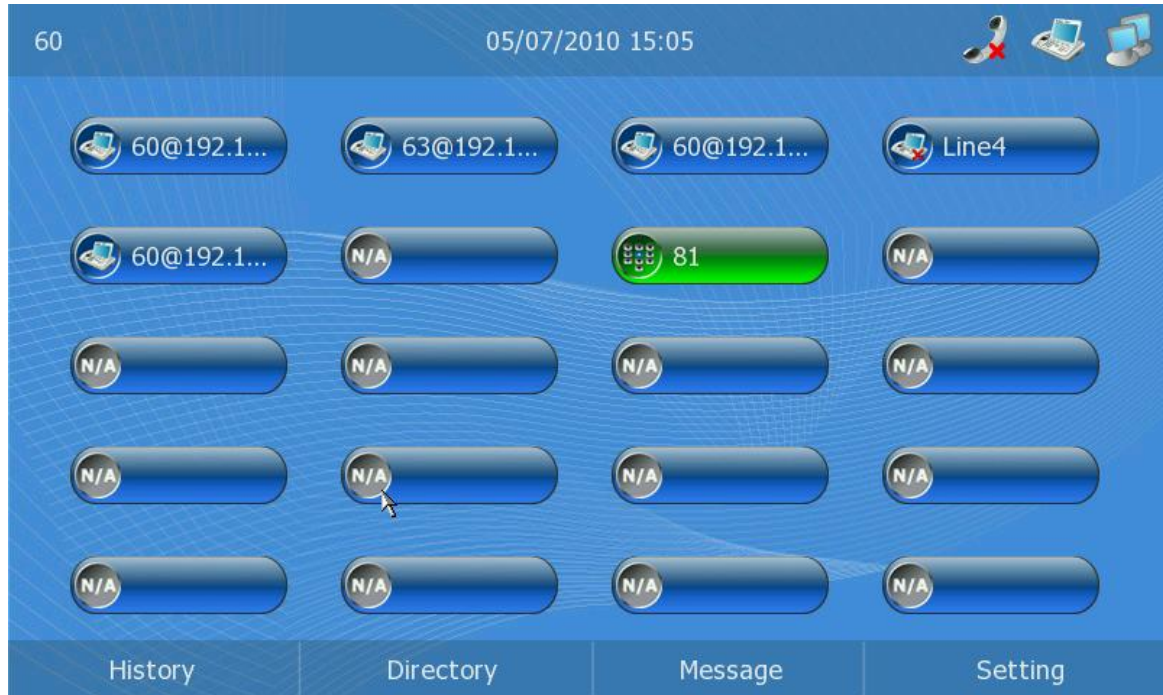 60 05/07/2010 15:05
60@192.1... 63@192.1... 60@192.1... Line4
60@192.1... N/A 81 N/A
N/A N/A N/A N/A
N/A N/A N/A N/A
N/A N/A N/A N/A
History Directory Message Setting